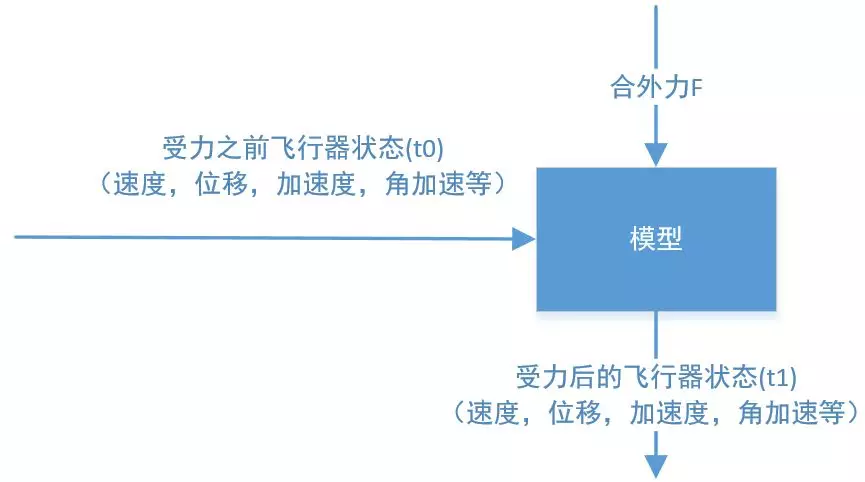 合外力F
受力之前飞行器状态(t0)
（速度，位移，加速度，角加速等）
模型
受力后的飞行器状态(t1)
（速度，位移，加速度，角加速等）